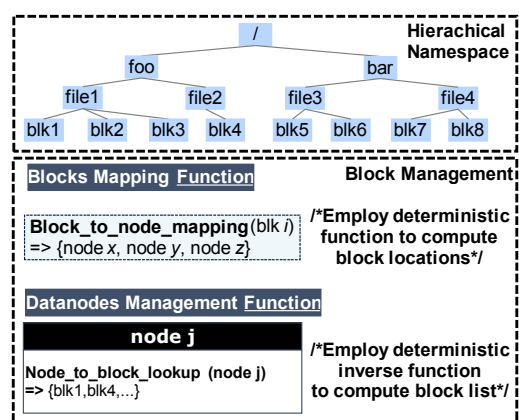 /
Hierachical
Namespace
foo bar
file1 file2 file3 file4
blk1 blk2 blk3 blk4 blk5 blk6 blk7 blk8
Blocks Mapping Function
Block Management
Block_to_node_mapping(blk i)
=> {node x, node y, node z}
/*Employ deterministic
function to compute
block locations*/
Datanodes Management Function
node j
Node_to_block_lookup (node j)
=> {blk1,blk4,...}
/*Employ deterministic
inverse function
to compute block list*/